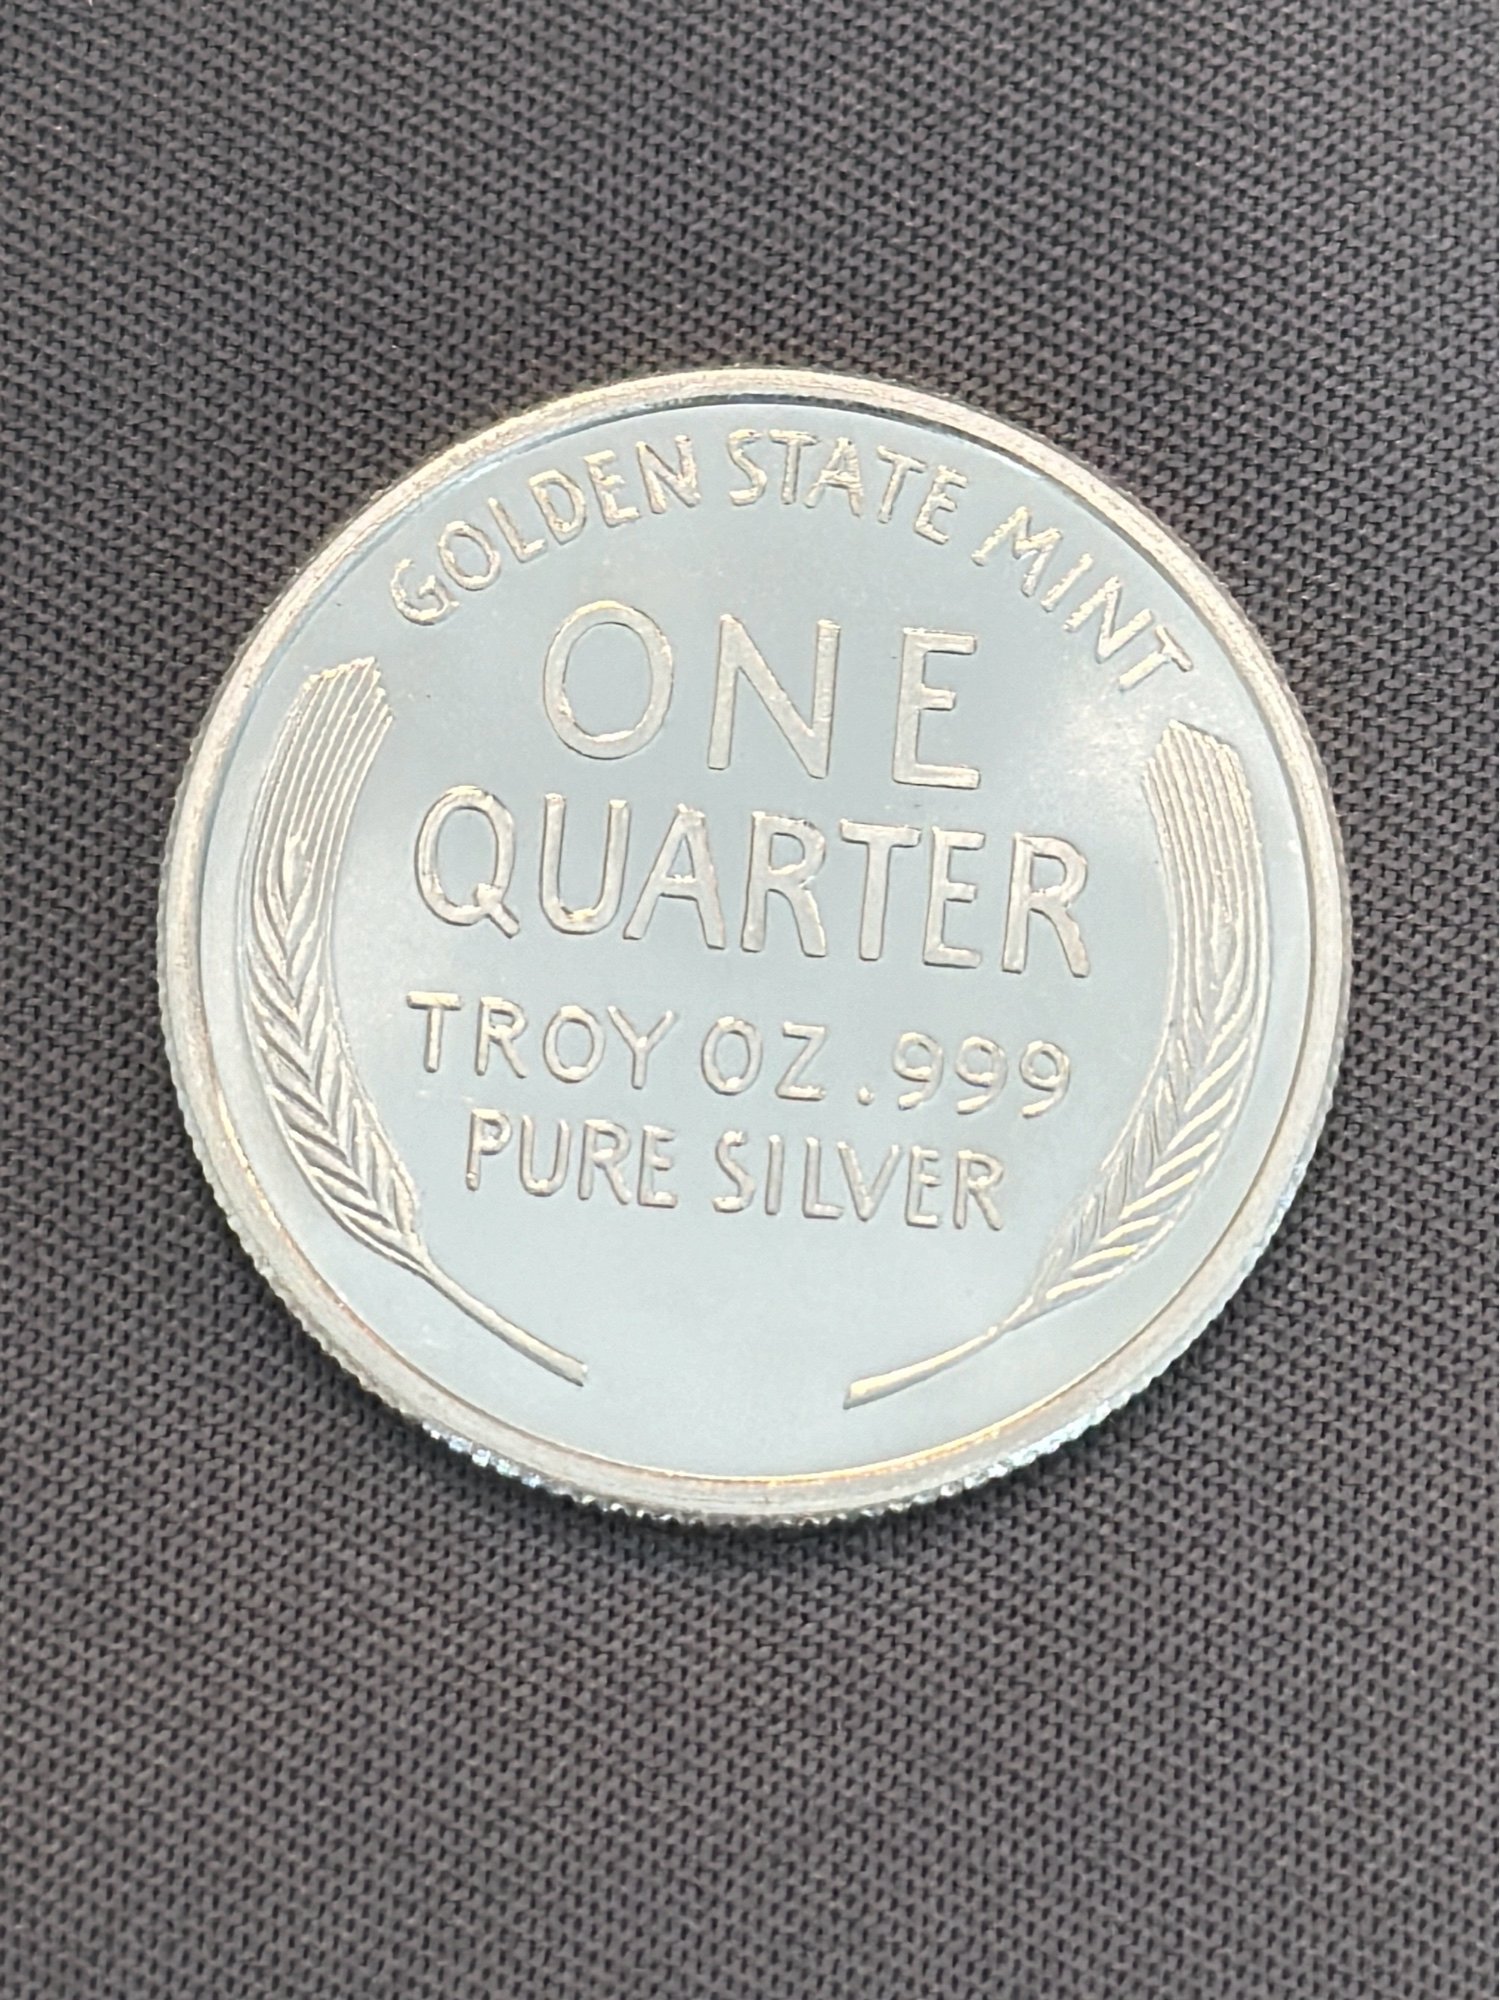 GOLDEN STATE MINT
ONE
QUARTER
TROY OZ .999
PURE SILVER